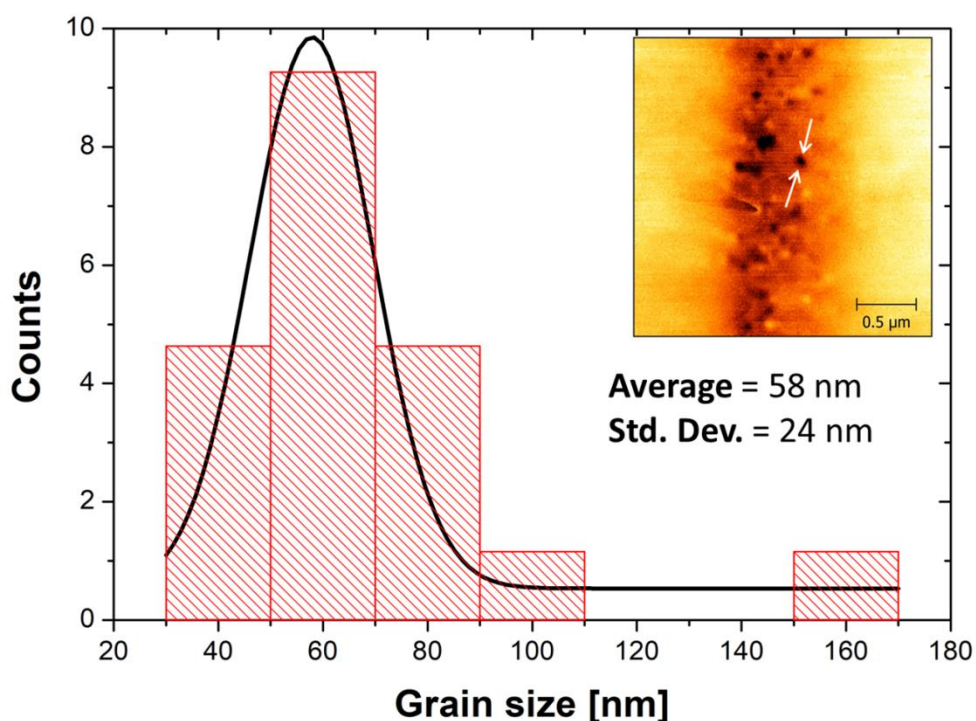 Counts
10
8
6
4
2
0
20 40 60 80 100 120 140 160 180
Grain size [nm]
0.5 µm
Average = 58 nm
Std. Dev. = 24 nm